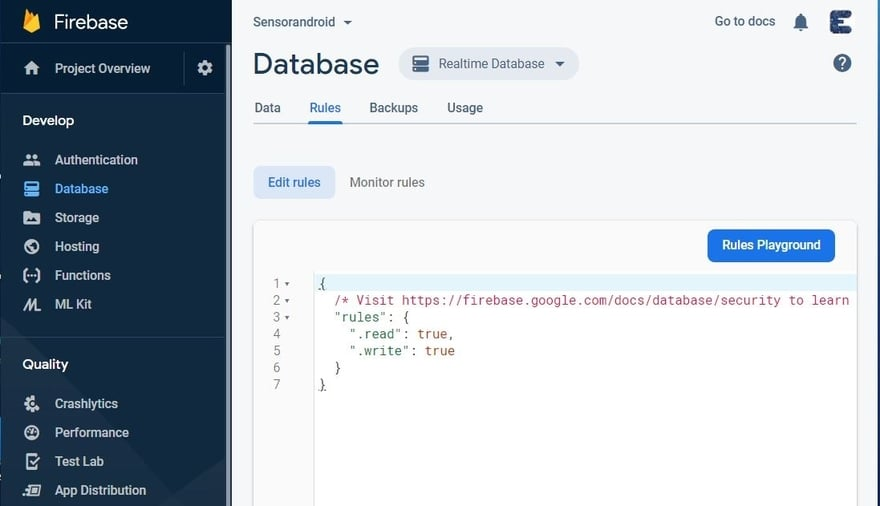 Firebase
Project Overview
Develop
Authentication
Database
Storage
Hosting
Functions
ML Kit
Quality
Crashlytics
Performance
Test Lab
App Distribution
Sensorandroid
Go to docs
Database
Realtime Database
Data Rules Backups Usage
Edit rules Monitor rules
Rules Playground
1 {
2 /* Visit https://firebase.google.com/docs/database/security to learn
3 "rules": {
4 ".read": true,
5 ".write": true
6 }
7 }